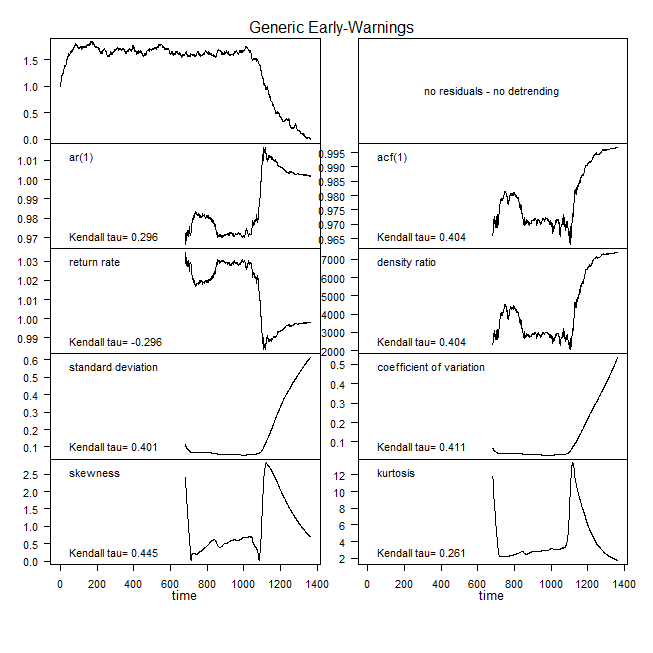 Generic Early-Warnings
1.5
1.0
0.5
0.0
no residuals - no detrending
ar(1)
1.01
1.00
0.99
0.98
0.97
Kendall tau= 0.296
acf(1)
0.995
0.990
0.985
0.980
0.975
0.970
0.965
Kendall tau= 0.404
return rate
1.03
1.02
1.01
1.00
0.99
Kendall tau= -0.296
density ratio
7000
6000
5000
4000
3000
2000
Kendall tau= 0.404
standard deviation
0.6
0.5
0.4
0.3
0.2
0.1
Kendall tau= 0.401
coefficient of variation
0.5
0.4
0.3
0.2
0.1
Kendall tau= 0.411
skewness
2.5
2.0
1.5
1.0
0.5
0.0
Kendall tau= 0.445
kurtosis
12
10
8
6
4
2
Kendall tau= 0.261
0 200 400 600 800 1000 1200 1400
time
0 200 400 600 800 1000 1200 1400
time